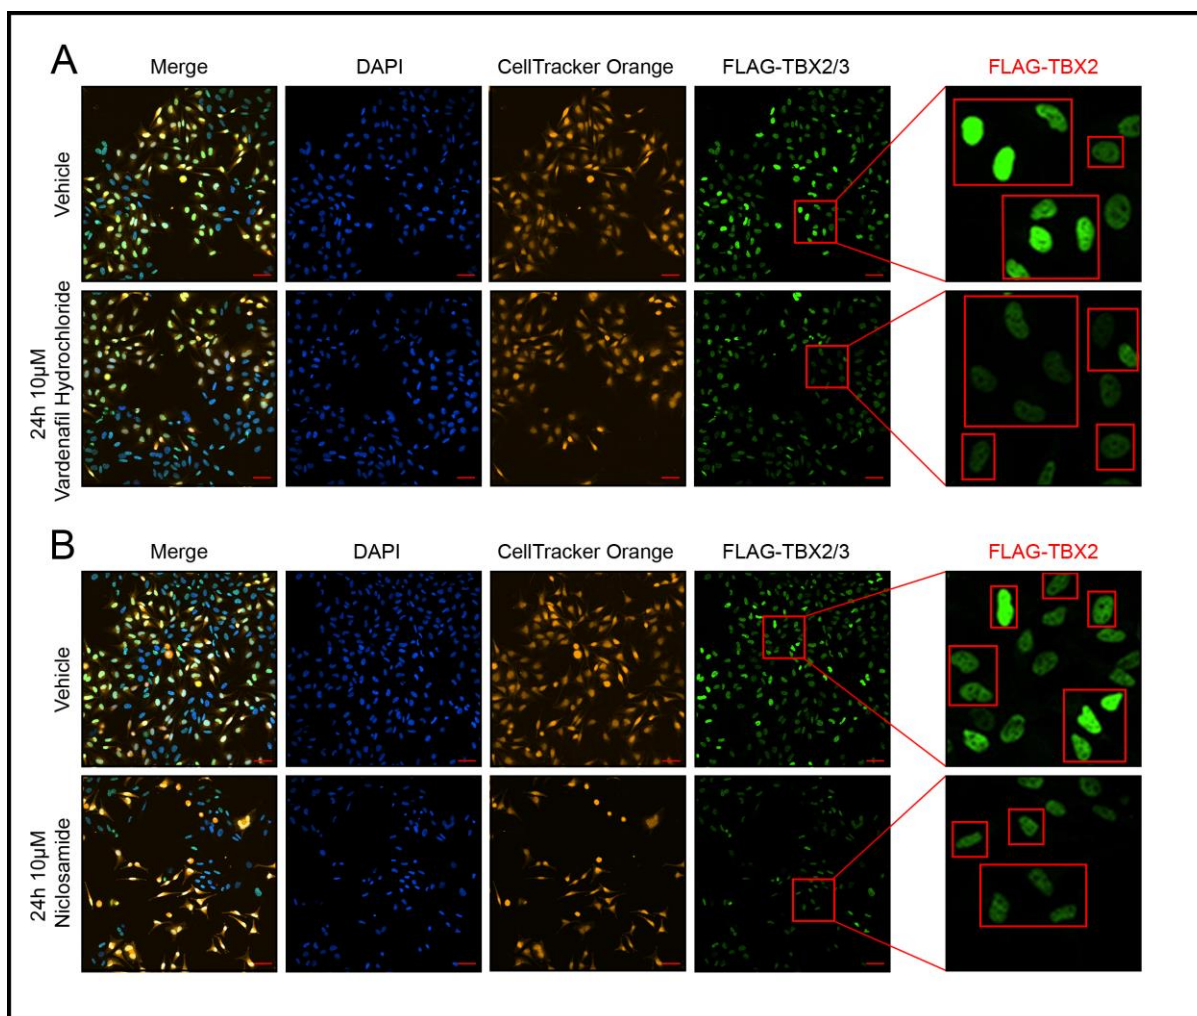 A
Merge DAPI CellTracker Orange FLAG-TBX2/3 FLAG-TBX2
Vehicle
24h 10µM
Vardenafil Hydrochloride
B
Merge DAPI CellTracker Orange FLAG-TBX2/3 FLAG-TBX2
Vehicle
24h 10µM
Niclosamide